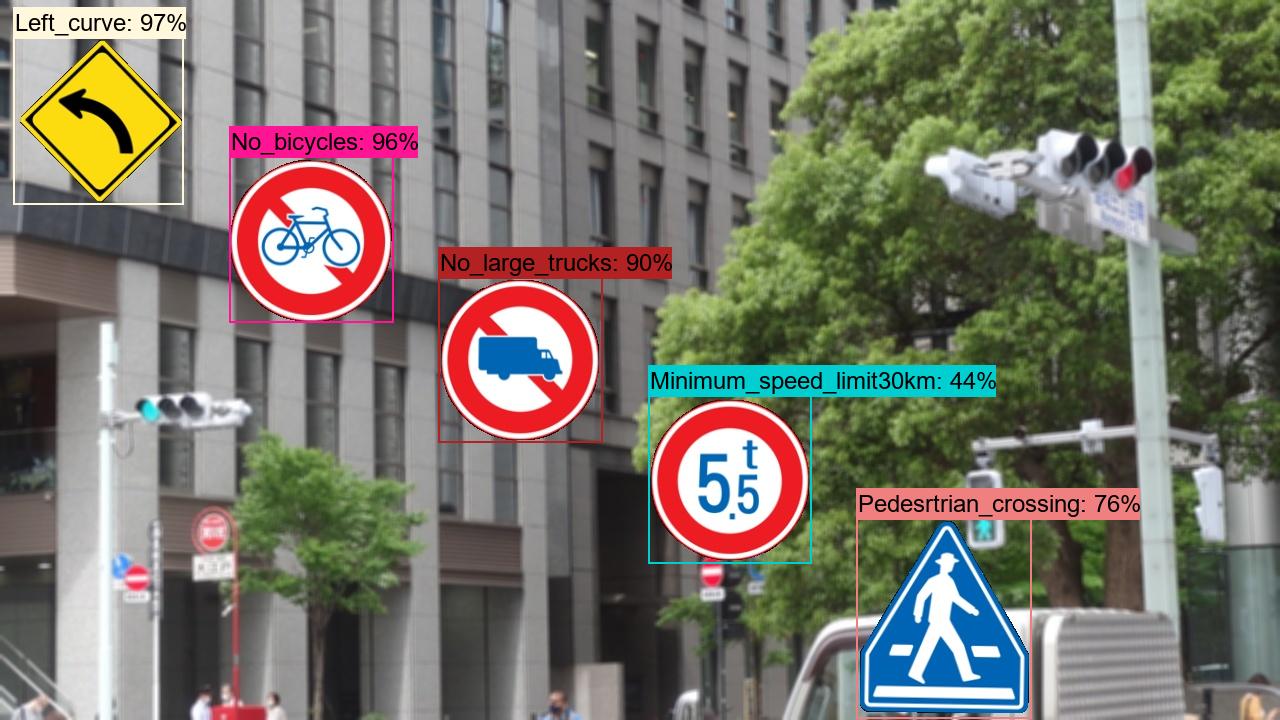 Left_curve: 97%
No_bicycles: 96%
No_large_trucks: 90%
Minimum_speed_limit30km: 44%
5.5t
Pedesrtrian_crossing: 76%